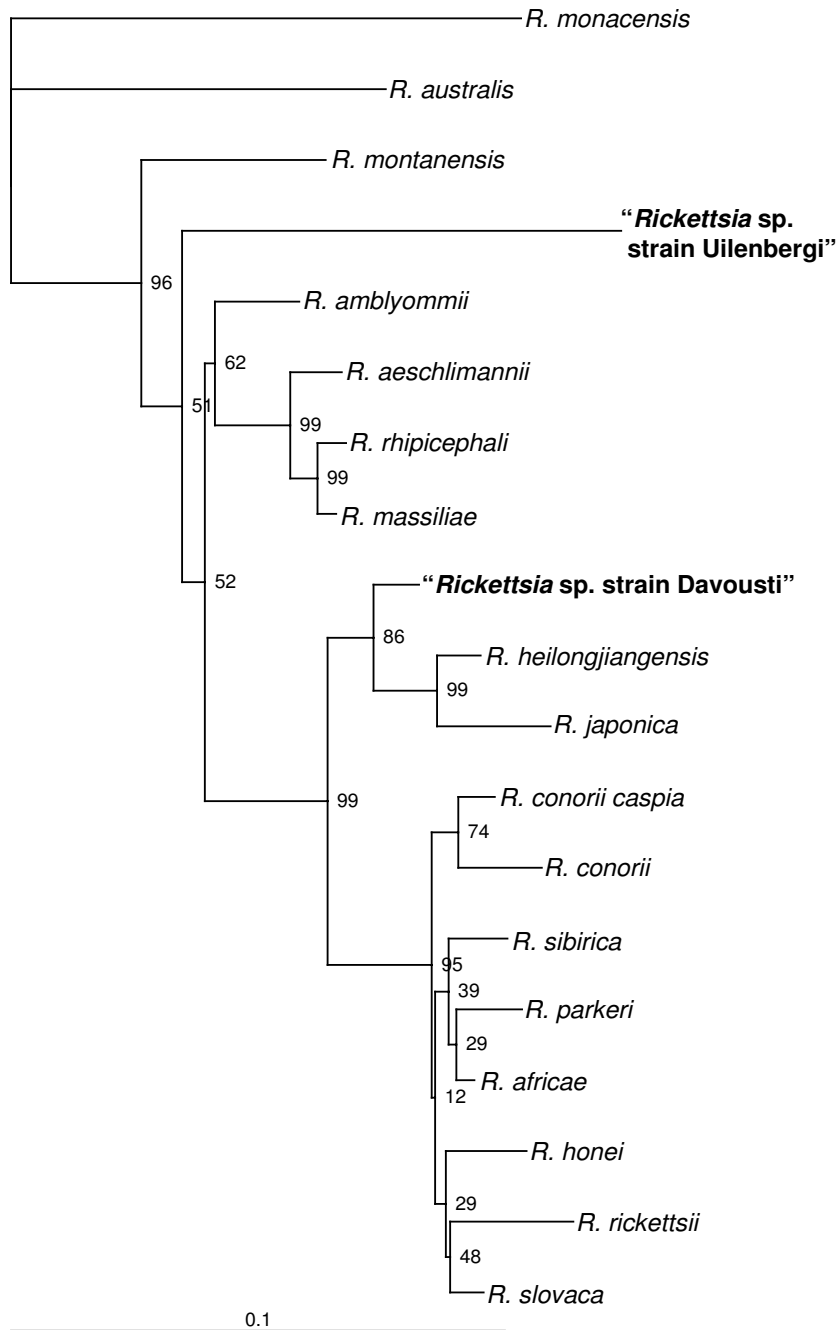 R. monacensis
R. australis
R. montanensis
“Rickettsia sp.
strain Uilenbergi”
96
R. amblyommii
62
R. aeschlimannii
51
99
R. rhipicephali
99
R. massiliae
52
“Rickettsia sp. strain Davousti”
86
R. heilongjiangensis
99
R. japonica
99
R. conorii caspia
74
R. conorii
R. sibirica
95
39
R. parkeri
29
R. africae
12
R. honei
29
R. rickettsii
48
R. slovaca
0.1